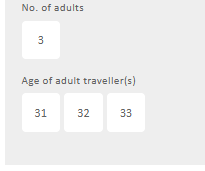 No. of adults
3
Age of adult traveller(s)
31 32 33